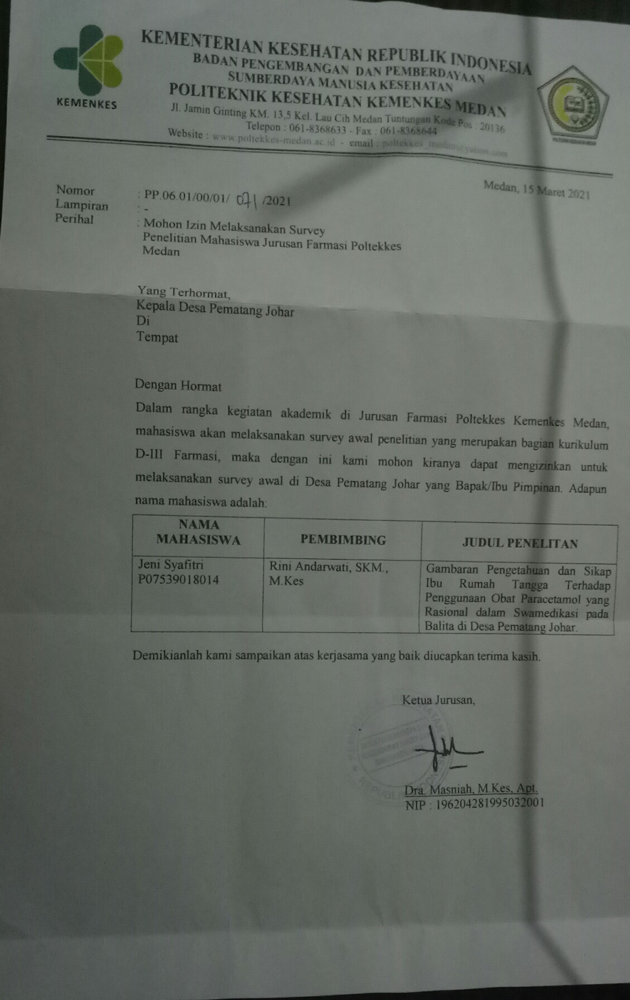 KEMENKES
KEMENTERIAN KESEHATAN REPUBLIK INDONESIA
BADAN PENGEMBANGAN DAN PEMBERDAYAAN
SUMBERDAYA MANUSIA KESEHATAN
POLITEKNIK KESEHATAN KEMENKES MEDAN
Jl. Jamin Ginting KM. 13,5 Kel. Lau Cih Medan Tuntungan Kode Pos : 20136
Telepon : 061-8368633 - Fax : 061-8368644
Website : www.poltekkes-medan.ac.id - email : poltekkes_medan@yahoo.com
Medan, 15 Maret 2021
Nomor : PP.06.01/00/01/ 071 /2021
Lampiran : -
Perihal : Mohon Izin Melaksanakan Survey
Penelitian Mahasiswa Jurusan Farmasi Poltekkes
Medan
Yang Terhormat,
Kepala Desa Pematang Johar
Di
Tempat
Dengan Hormat
Dalam rangka kegiatan akademik di Jurusan Farmasi Poltekkes Kemenkes Medan,
mahasiswa akan melaksanakan survey awal penelitian yang merupakan bagian kurikulum
D-III Farmasi, maka dengan ini kami mohon kiranya dapat mengizinkan untuk
melaksanakan survey awal di Desa Pematang Johar yang Bapak/Ibu Pimpinan. Adapun
nama mahasiswa adalah:
NAMA
MAHASISWA
PEMBIMBING
JUDUL PENELITAN
Jeni Syafitri
P07539018014
Rini Andarwati, SKM.,
M.Kes
Gambaran Pengetahuan dan Sikap
Ibu Rumah Tangga Terhadap
Penggunaan Obat Paracetamol yang
Rasional dalam Swamedikasi pada
Balita di Desa Pematang Johar.
Demikianlah kami sampaikan atas kerjasama yang baik diucapkan terima kasih.
Ketua Jurusan,
Dra. Masniah, M.Kes, Apt.
NIP : 196204281995032001